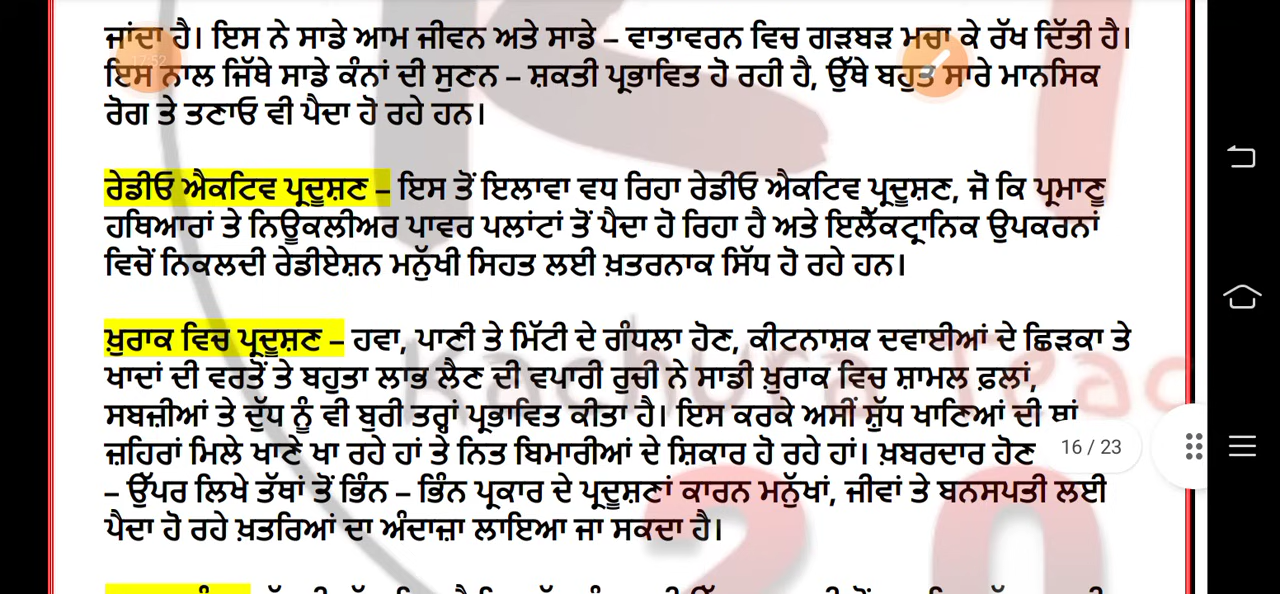 ਜਾਂਦਾ ਹੈ। ਇਸ ਨੇ ਸਾਡੇ ਆਮ ਜੀਵਨ ਅਤੇ ਸਾਡੇ – ਵਾਤਾਵਰਨ ਵਿਚ ਗੜਬੜ ਮਚਾ ਕੇ ਰੱਖ ਦਿੱਤੀ ਹੈ।
ਇਸ ਨਾਲ ਜਿੱਥੇ ਸਾਡੇ ਕੰਨਾਂ ਦੀ ਸੁਣਨ – ਸ਼ਕਤੀ ਪ੍ਰਭਾਵਿਤ ਹੋ ਰਹੀ ਹੈ, ਉੱਥੇ ਬਹੁਤ ਸਾਰੇ ਮਾਨਸਿਕ
ਰੋਗ ਤੇ ਤਣਾਓ ਵੀ ਪੈਦਾ ਹੋ ਰਹੇ ਹਨ।
ਰੇਡੀਓ ਐਕਟਿਵ ਪ੍ਰਦੂਸ਼ਣ – ਇਸ ਤੋਂ ਇਲਾਵਾ ਵਧ ਰਿਹਾ ਰੇਡੀਓ ਐਕਟਿਵ ਪ੍ਰਦੂਸ਼ਣ, ਜੋ ਕਿ ਪ੍ਰਮਾਣੂ
ਹਥਿਆਰਾਂ ਤੇ ਨਿਊਕਲੀਅਰ ਪਾਵਰ ਪਲਾਂਟਾਂ ਤੋਂ ਪੈਦਾ ਹੋ ਰਿਹਾ ਹੈ ਅਤੇ ਇਲੈੱਕਟ੍ਰਾਨਿਕ ਉਪਕਰਨਾਂ
ਵਿਚੋਂ ਨਿਕਲਦੀ ਰੇਡੀਏਸ਼ਨ ਮਨੁੱਖੀ ਸਿਹਤ ਲਈ ਖ਼ਤਰਨਾਕ ਸਿੱਧ ਹੋ ਰਹੇ ਹਨ।
ਖ਼ੁਰਾਕ ਵਿਚ ਪ੍ਰਦੂਸ਼ਣ – ਹਵਾ, ਪਾਣੀ ਤੇ ਮਿੱਟੀ ਦੇ ਗੰਧਲਾ ਹੋਣ, ਕੀਟਨਾਸ਼ਕ ਦਵਾਈਆਂ ਦੇ ਛਿੜਕਾ ਤੇ
ਖਾਦਾਂ ਦੀ ਵਰਤੋਂ ਤੇ ਬਹੁਤਾ ਲਾਭ ਲੈਣ ਦੀ ਵਪਾਰੀ ਰੁਚੀ ਨੇ ਸਾਡੀ ਖ਼ੁਰਾਕ ਵਿਚ ਸ਼ਾਮਲ ਫ਼ਲਾਂ,
ਸਬਜ਼ੀਆਂ ਤੇ ਦੁੱਧ ਨੂੰ ਵੀ ਬੁਰੀ ਤਰ੍ਹਾਂ ਪ੍ਰਭਾਵਿਤ ਕੀਤਾ ਹੈ। ਇਸ ਕਰਕੇ ਅਸੀਂ ਸ਼ੁੱਧ ਖਾਣਿਆਂ ਦੀ ਥਾਂ
ਜ਼ਹਿਰਾਂ ਮਿਲੇ ਖਾਣੇ ਖਾ ਰਹੇ ਹਾਂ ਤੇ ਨਿਤ ਬਿਮਾਰੀਆਂ ਦੇ ਸ਼ਿਕਾਰ ਹੋ ਰਹੇ ਹਾਂ। ਖ਼ਬਰਦਾਰ ਹੋਣ
16 / 23
– ਉੱਪਰ ਲਿਖੇ ਤੱਥਾਂ ਤੋਂ ਭਿੰਨ – ਭਿੰਨ ਪ੍ਰਕਾਰ ਦੇ ਪ੍ਰਦੂਸ਼ਣਾਂ ਕਾਰਨ ਮਨੁੱਖਾਂ, ਜੀਵਾਂ ਤੇ ਬਨਸਪਤੀ ਲਈ
ਪੈਦਾ ਹੋ ਰਹੇ ਖ਼ਤਰਿਆਂ ਦਾ ਅੰਦਾਜ਼ਾ ਲਾਇਆ ਜਾ ਸਕਦਾ ਹੈ।